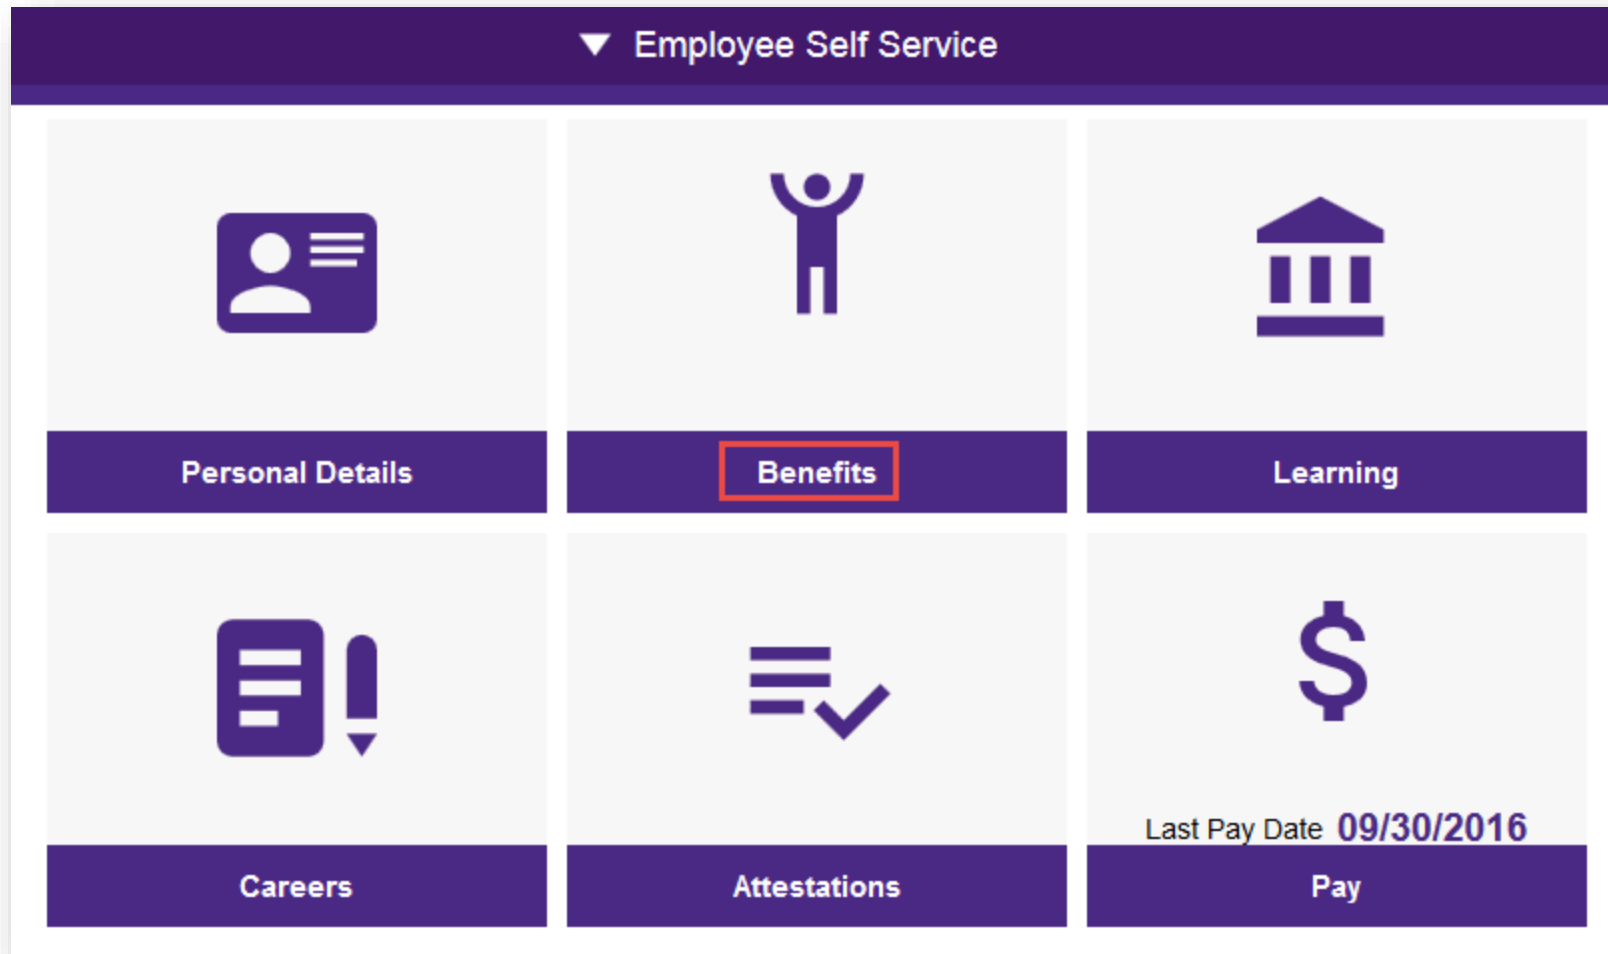 Employee Self Service
Personal Details
Benefits
Learning
Last Pay Date 09/30/2016
Careers
Attestations
Pay